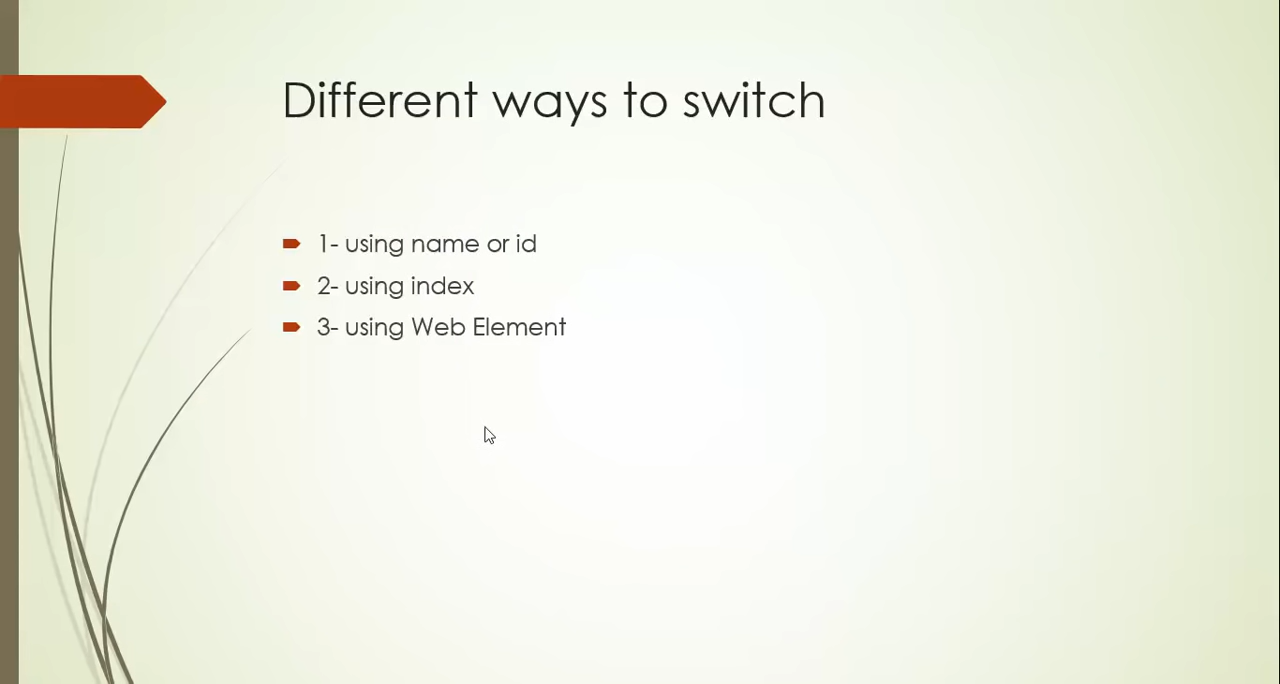 Different ways to switch
1- using name or id
2- using index
3- using Web Element